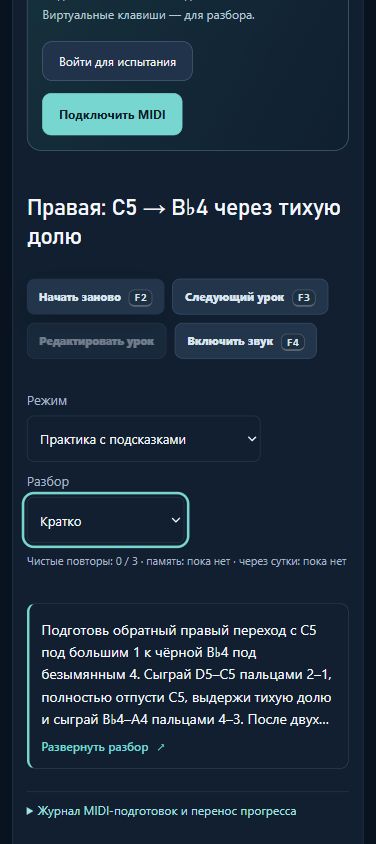 Виртуальные клавиши — для разбора.
Войти для испытания
Подключить MIDI
Правая: C5 → B♭4 через тихую
долю
Начать заново F2
Следующий урок F3
Редактировать урок
Включить звук F4
Режим
Практика с подсказками
Разбор
Кратко
Чистые повторы: 0 / 3 · память: пока нет · через сутки: пока нет
Подготовь обратный правый переход с C5
под большим 1 к чёрной B♭4 под
безымянным 4. Сыграй D5–C5 пальцами 2–1,
полностью отпусти C5, выдержи тихую долю
и сыграй B♭4–A4 пальцами 4–3. После двух...
Развернуть разбор ↗
▶ Журнал MIDI-подготовок и перенос прогресса